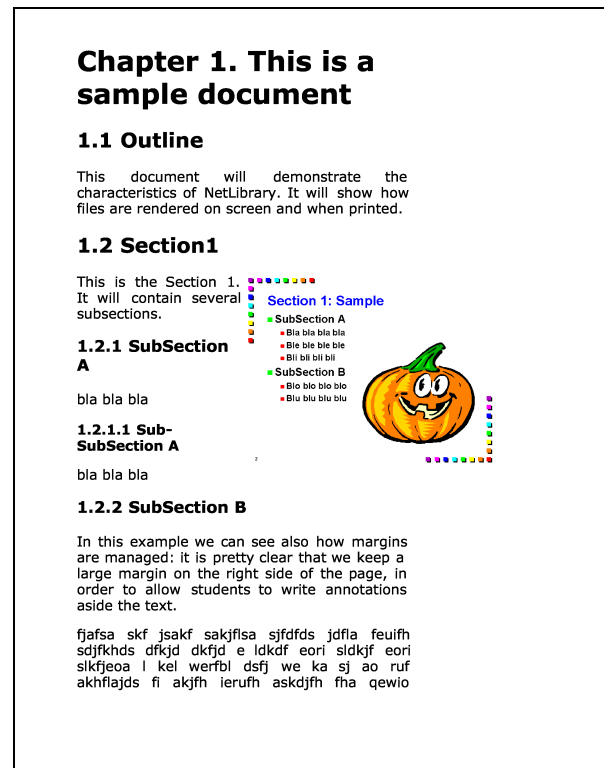 Chapter 1. This is a
sample document
1.1 Outline
This document will demonstrate the
characteristics of NetLibrary. It will show how
files are rendered on screen and when printed.
1.2 Section1
This is the Section 1.
It will contain several
subsections.
Section 1: Sample
SubSection A
Bla bla bla bla
Ble ble ble ble
Bli bli bli bli
SubSection B
Blo blo blo blo
Blu blu blu blu
2
1.2.1 SubSection
A
bla bla bla
1.2.1.1 Sub-
SubSection A
bla bla bla
1.2.2 SubSection B
In this example we can see also how margins
are managed: it is pretty clear that we keep a
large margin on the right side of the page, in
order to allow students to write annotations
aside the text.
fjafsa skf jsakf sakjflsa sjfdfds jdfla feuifh
sdjfkhds dfkjd dkfjd e ldkdf eori sldkjf eori
slkfjeoa l kel werfbl dsfj we ka sj ao ruf
akhflajds fi akjfh ierufh askdjfh fha qewio